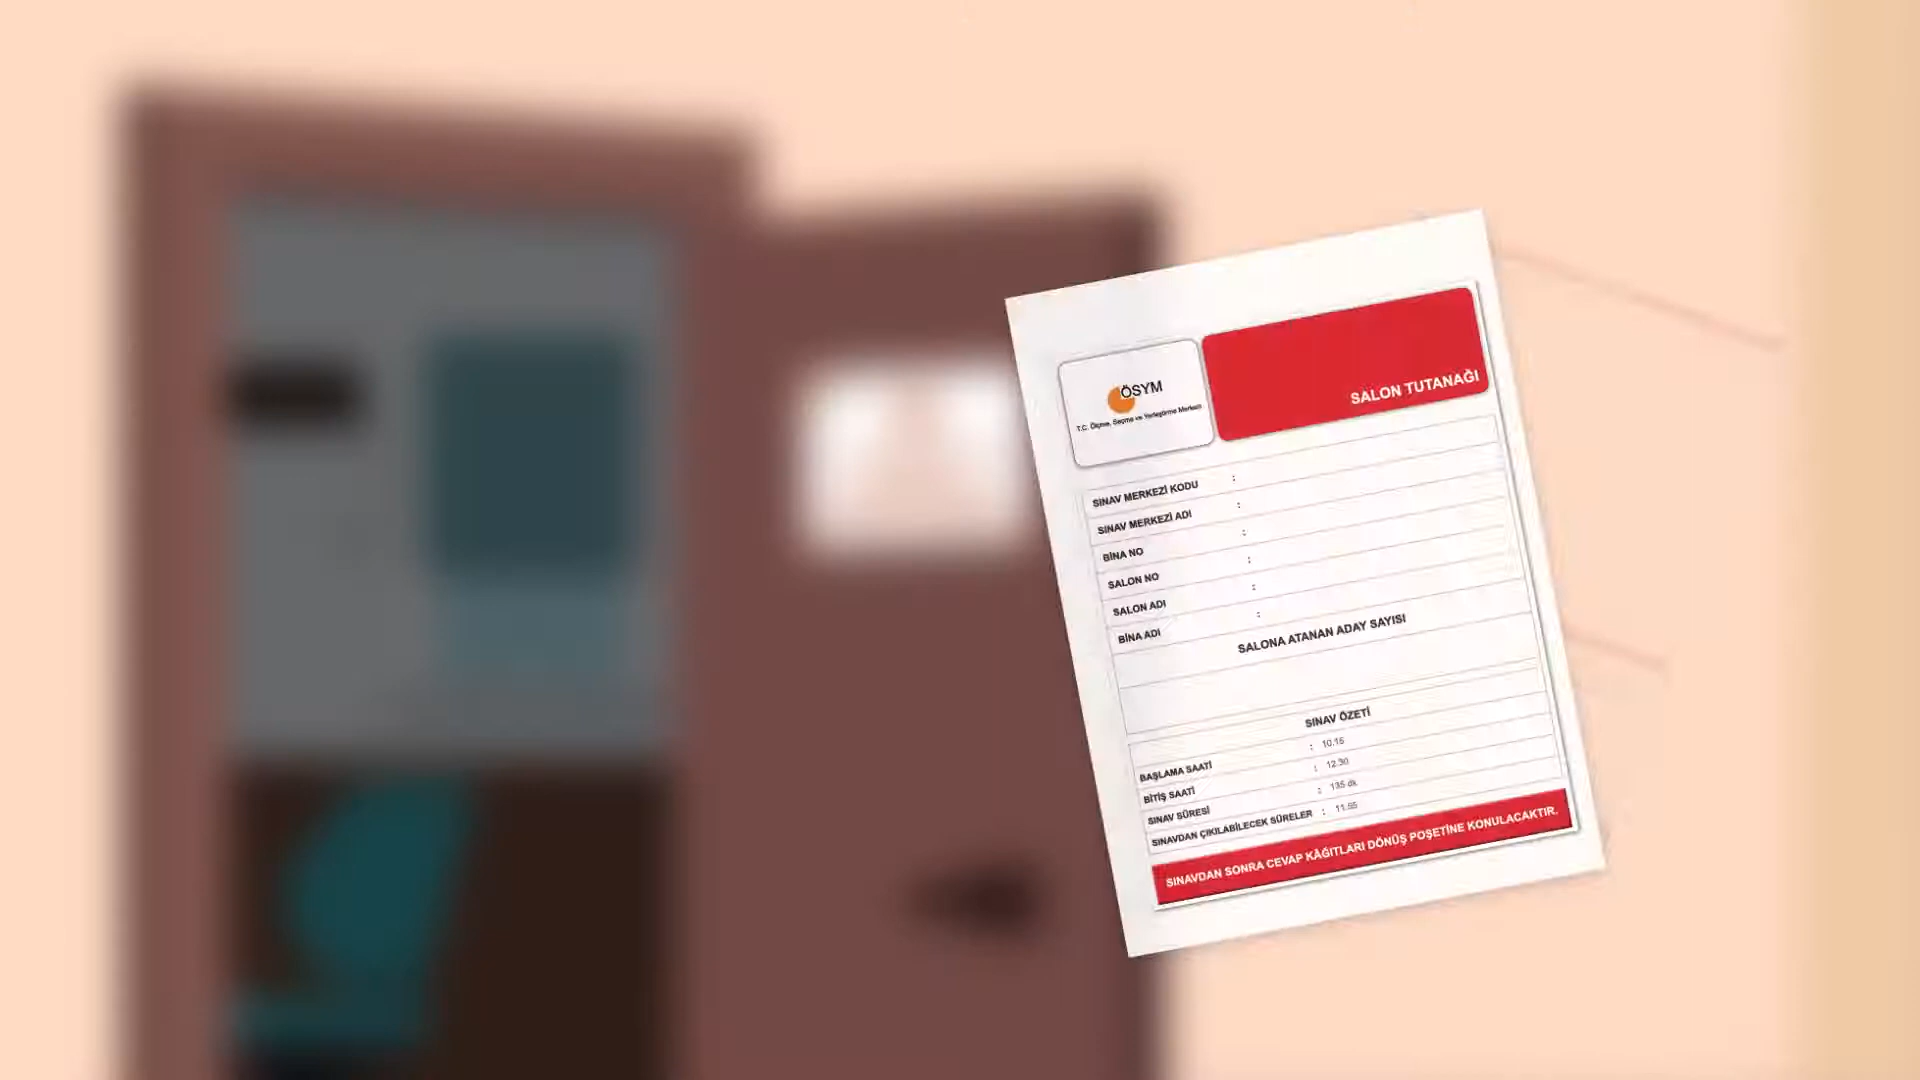 ÖSYM
T.C. Ölçme, Seçme ve Yerleştirme Merkezi
SALON TUTANAĞI
SINAV MERKEZİ KODU :
SINAV MERKEZİ ADI :
BİNA NO :
SALON NO :
SALON ADI :
BİNA ADI :
SALONA ATANAN ADAY SAYISI
SINAV ÖZETİ
BAŞLAMA SAATİ : 10.15
BİTİŞ SAATİ : 12.30
SINAV SÜRESİ : 135 dk
SINAVDAN ÇIKILABİLECEK SÜRELER : 11.55
SINAVDAN SONRA CEVAP KÂĞITLARI DÖNÜŞ POŞETİNE KONULACAKTIR.